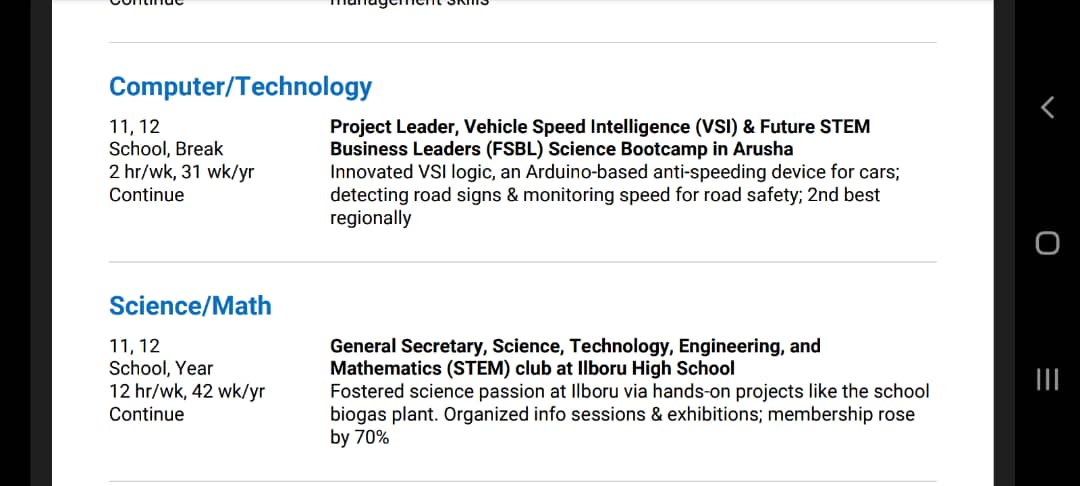 Computer/Technology
11, 12
School, Break
2 hr/wk, 31 wk/yr
Continue
Project Leader, Vehicle Speed Intelligence (VSI) & Future STEM
Business Leaders (FSBL) Science Bootcamp in Arusha
Innovated VSI logic, an Arduino-based anti-speeding device for cars;
detecting road signs & monitoring speed for road safety; 2nd best
regionally
Science/Math
11, 12
School, Year
12 hr/wk, 42 wk/yr
Continue
General Secretary, Science, Technology, Engineering, and
Mathematics (STEM) club at Ilboru High School
Fostered science passion at Ilboru via hands-on projects like the school
biogas plant. Organized info sessions & exhibitions; membership rose
by 70%